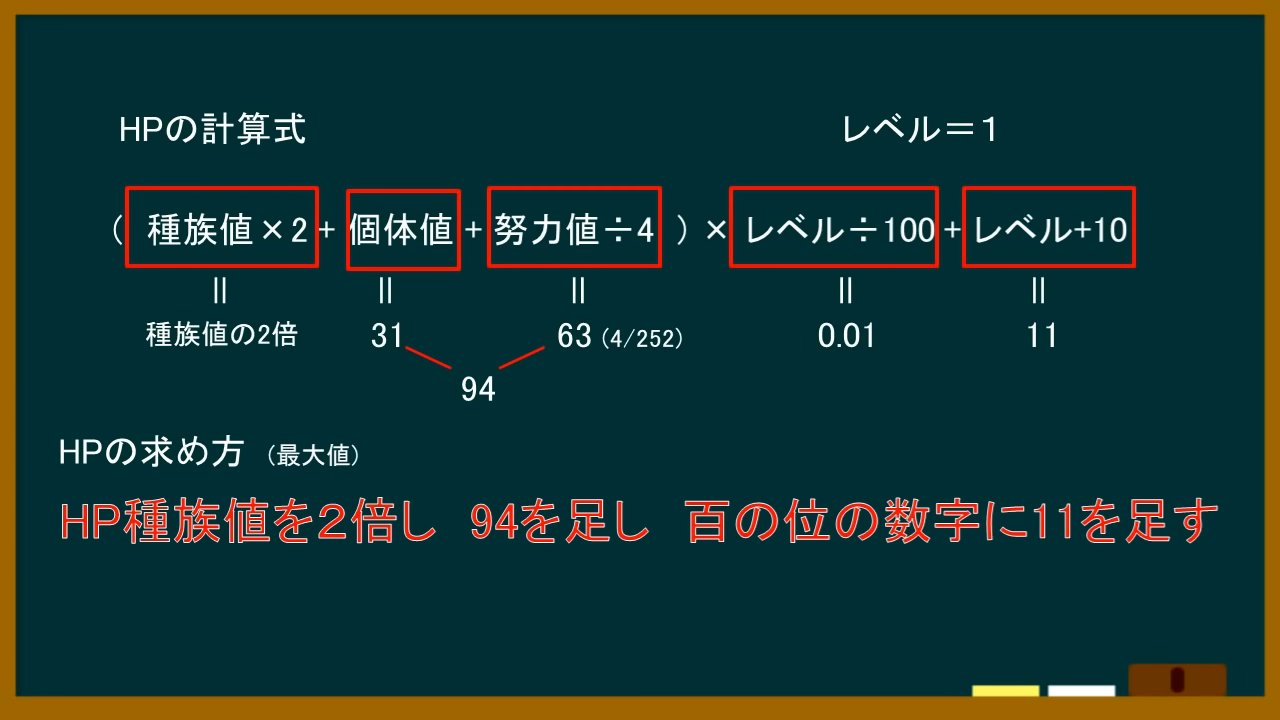 HPの計算式
レベル＝１
( 種族値×2 + 個体値 + 努力値÷4 ) × レベル÷100 + レベル+10
|| || || || ||
種族値の2倍 31 63 (4/252) 0.01 11
94
HPの求め方 (最大値)
HP種族値を２倍し 94を足し 百の位の数字に11を足す